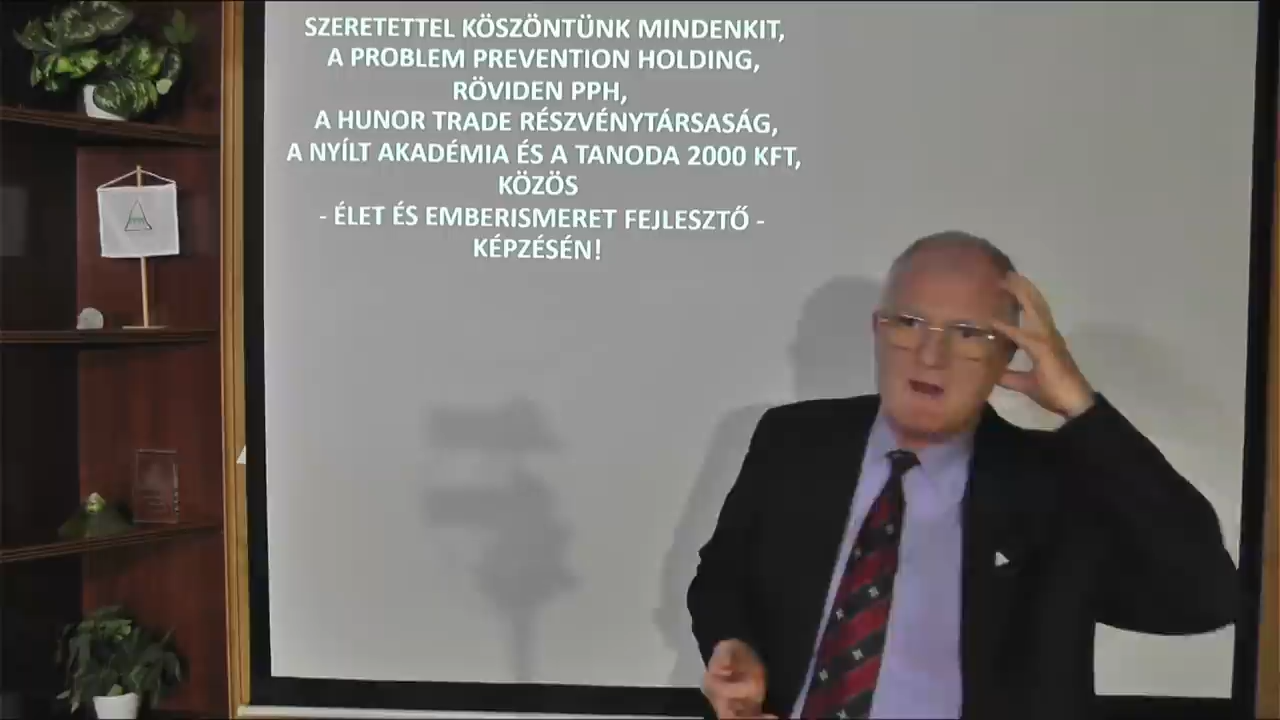 SZERETETTEL KÖSZÖNTÜNK MINDENKIT,
A PROBLEM PREVENTION HOLDING,
RÖVIDEN PPH,
A HUNOR TRADE RÉSZVÉNYTÁRSASÁG,
A NYÍLT AKADÉMIA ÉS A TANODA 2000 KFT,
KÖZÖS
- ÉLET ÉS EMBERISMERET FEJLESZTŐ -
KÉPZÉSÉN!